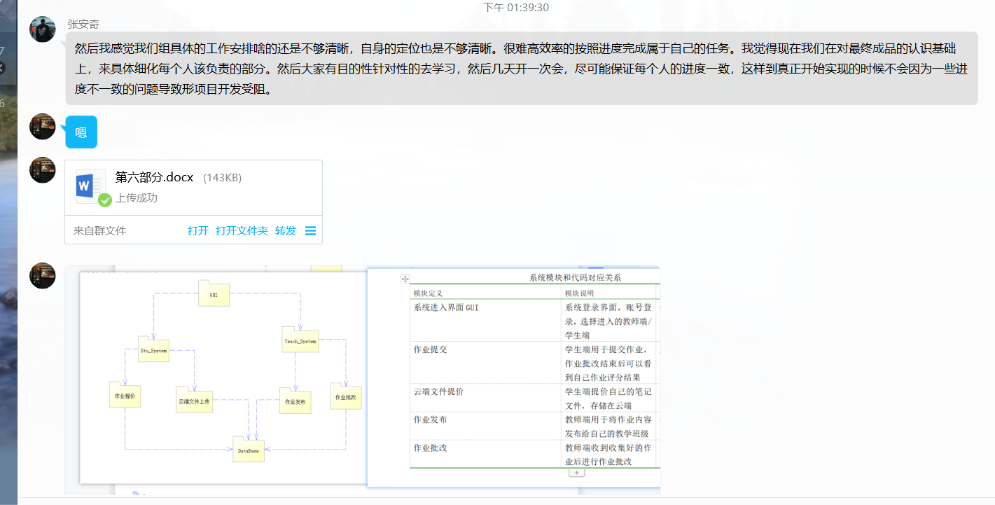 下午 01:39:30
张安奇
然后我感觉我们组具体的工作安排啥的还是不够清晰，自身的定位也是不够清晰。很难高效率的按照进度完成属于自己的任务。我觉得现在我们在对最终成品的认识基础
上，来具体细化每个人该负责的部分。然后大家有目的性针对性的去学习，然后几天开一次会，尽可能保证每个人的进度一致，这样到真正开始实现的时候不会因为一些进
度不一致的问题导致形项目开发受阻。
嗯
第六部分.docx (143KB)
上传成功
来自群文件 打开 打开文件夹 转发
GUI
Stu_System
Teach_System
作业提价
云端文件上传
作业发布
作业批改
DataBase
系统模块和代码对应关系
模块定义 模块说明
系统进入界面 GUI 系统登录界面，账号登
录，选择进入的教师端/
学生端
作业提交 学生端用于提交作业，
作业批改结束后可以看
到自己作业评分结果
云端文件提价 学生端提价自己的笔记
文件，存储在云端
作业发布 教师端用于将作业内容
发布给自己的教学班级
作业批改 教师端收到收集好的作
业后进行作业批改
7
6